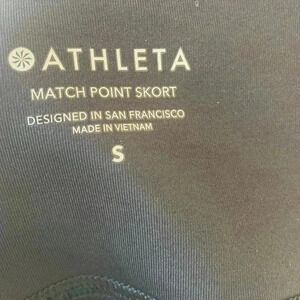 ATHLETA
MATCH POINT SKORT
DESIGNED IN SAN FRANCISCO
MADE IN VIETNAM
S